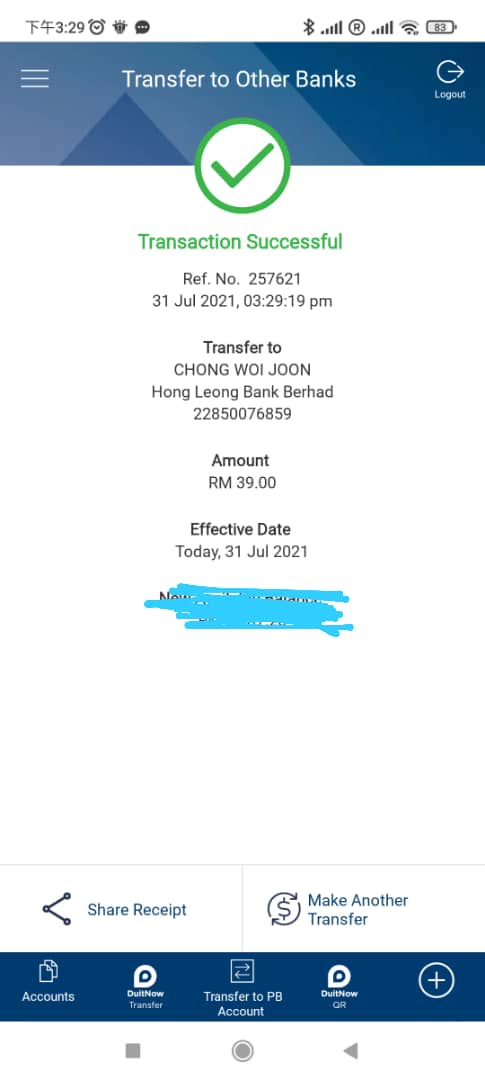 下午3:29
83
Transfer to Other Banks
Logout
Transaction Successful
Ref. No. 257621
31 Jul 2021, 03:29:19 pm
Transfer to
CHONG WOI JOON
Hong Leong Bank Berhad
22850076859
Amount
RM 39.00
Effective Date
Today, 31 Jul 2021
Share Receipt
Make Another
Transfer
Accounts
DuitNow
Transfer
Transfer to PB
Account
DuitNow
QR